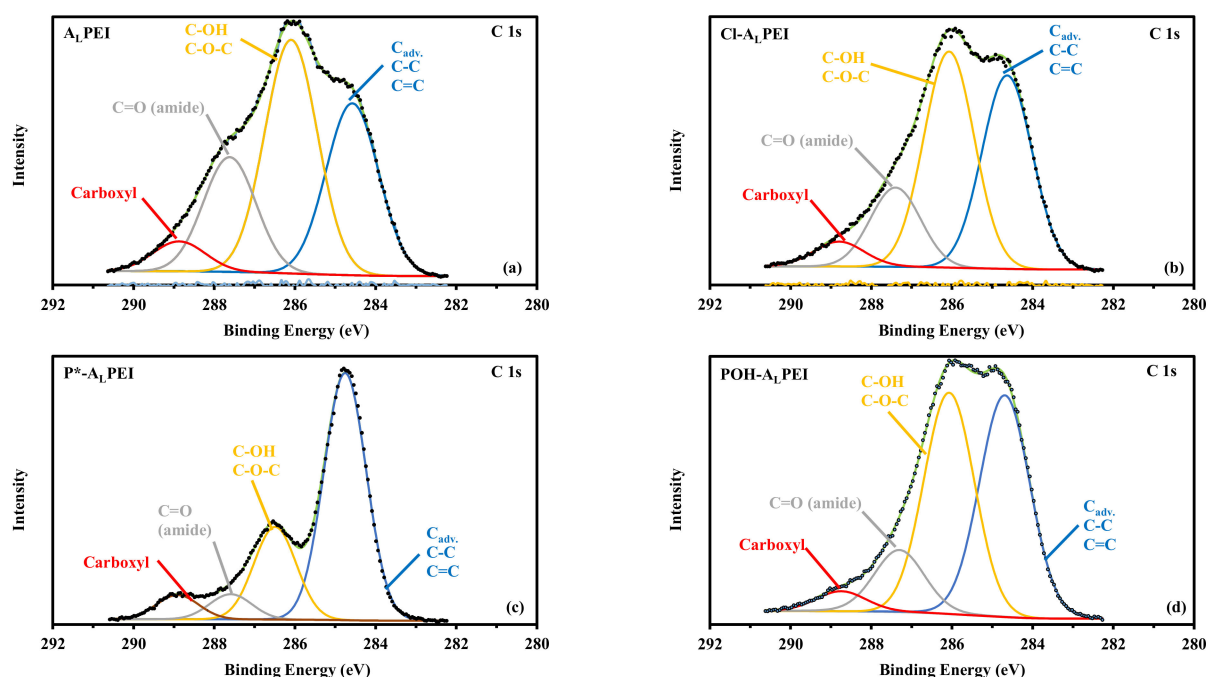 A_LPEI
C 1s
C-OH
C-O-C
C_adv.
C-C
C=C
C=O (amide)
Carboxyl
(a)
Intensity
292 290 288 286 284 282 280
Binding Energy (eV)
Cl-A_LPEI
C 1s
C-OH
C-O-C
C_adv.
C-C
C=C
C=O (amide)
Carboxyl
(b)
Intensity
292 290 288 286 284 282 280
Binding Energy (eV)
P*-A_LPEI
C 1s
C-OH
C-O-C
C=O
(amide)
Carboxyl
C_adv.
C-C
C=C
(c)
Intensity
292 290 288 286 284 282 280
Binding Energy (eV)
POH-A_LPEI
C 1s
C-OH
C-O-C
C=O (amide)
Carboxyl
C_adv.
C-C
C=C
(d)
Intensity
292 290 288 286 284 282 280
Binding Energy (eV)